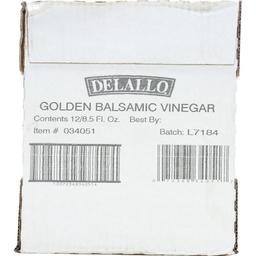 DELALLO
GOLDEN BALSAMIC VINEGAR
Contents 12/8.5 Fl. Oz. Best By:
Item # 034051 Batch: L7184